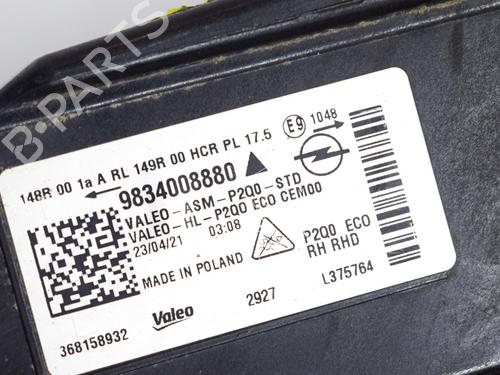 148R 00 1a A RL 149R 00 HCR PL 17.5
E9 1048
9834008880
VALEO-ASM-P2Q0-STD
VALEO-HL-P2Q0 ECO CEM00
23/04/21 03:08
MADE IN POLAND
P2Q0 ECO
RH RHD
368158932
Valeo
2927
L375764
B-PARTS